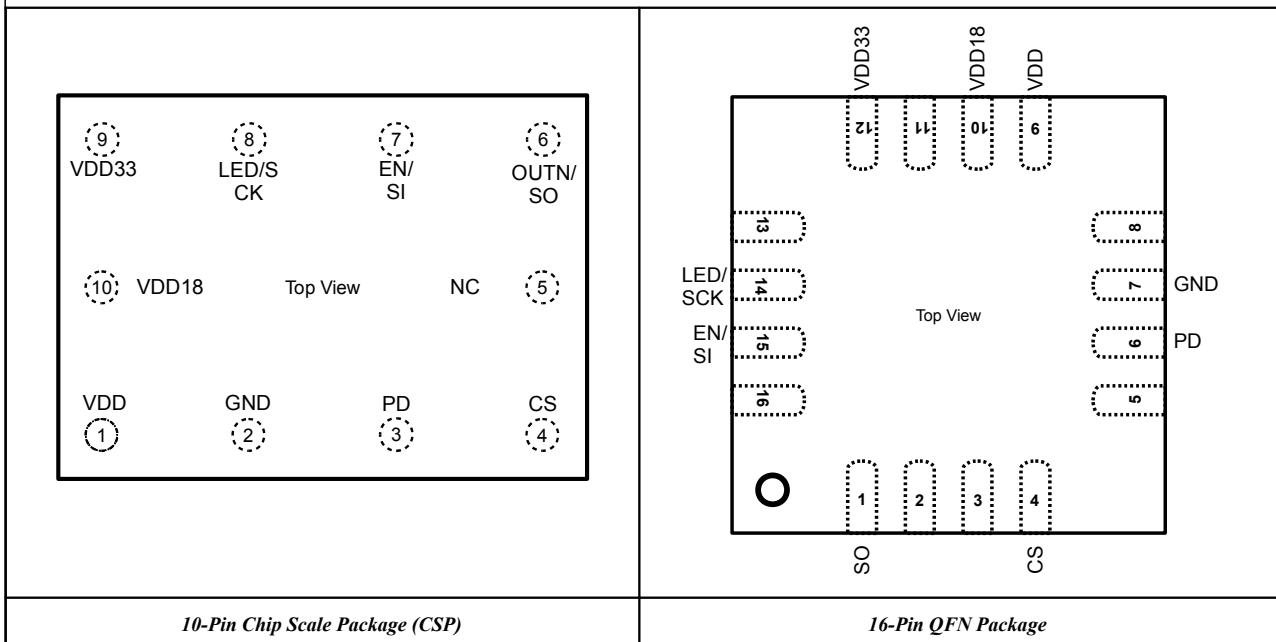 9
8
7
6
VDD33
LED/S
CK
EN/
SI
OUTN/
SO
10
VDD18
Top View
NC
5
VDD
GND
PD
CS
1
2
3
4
10-Pin Chip Scale Package (CSP)
VDD33
VDD18
VDD
12
11
10
9
13
8
LED/
SCK
14
7
GND
Top View
EN/
SI
15
6
PD
16
5
1
2
3
4
SO
CS
16-Pin QFN Package